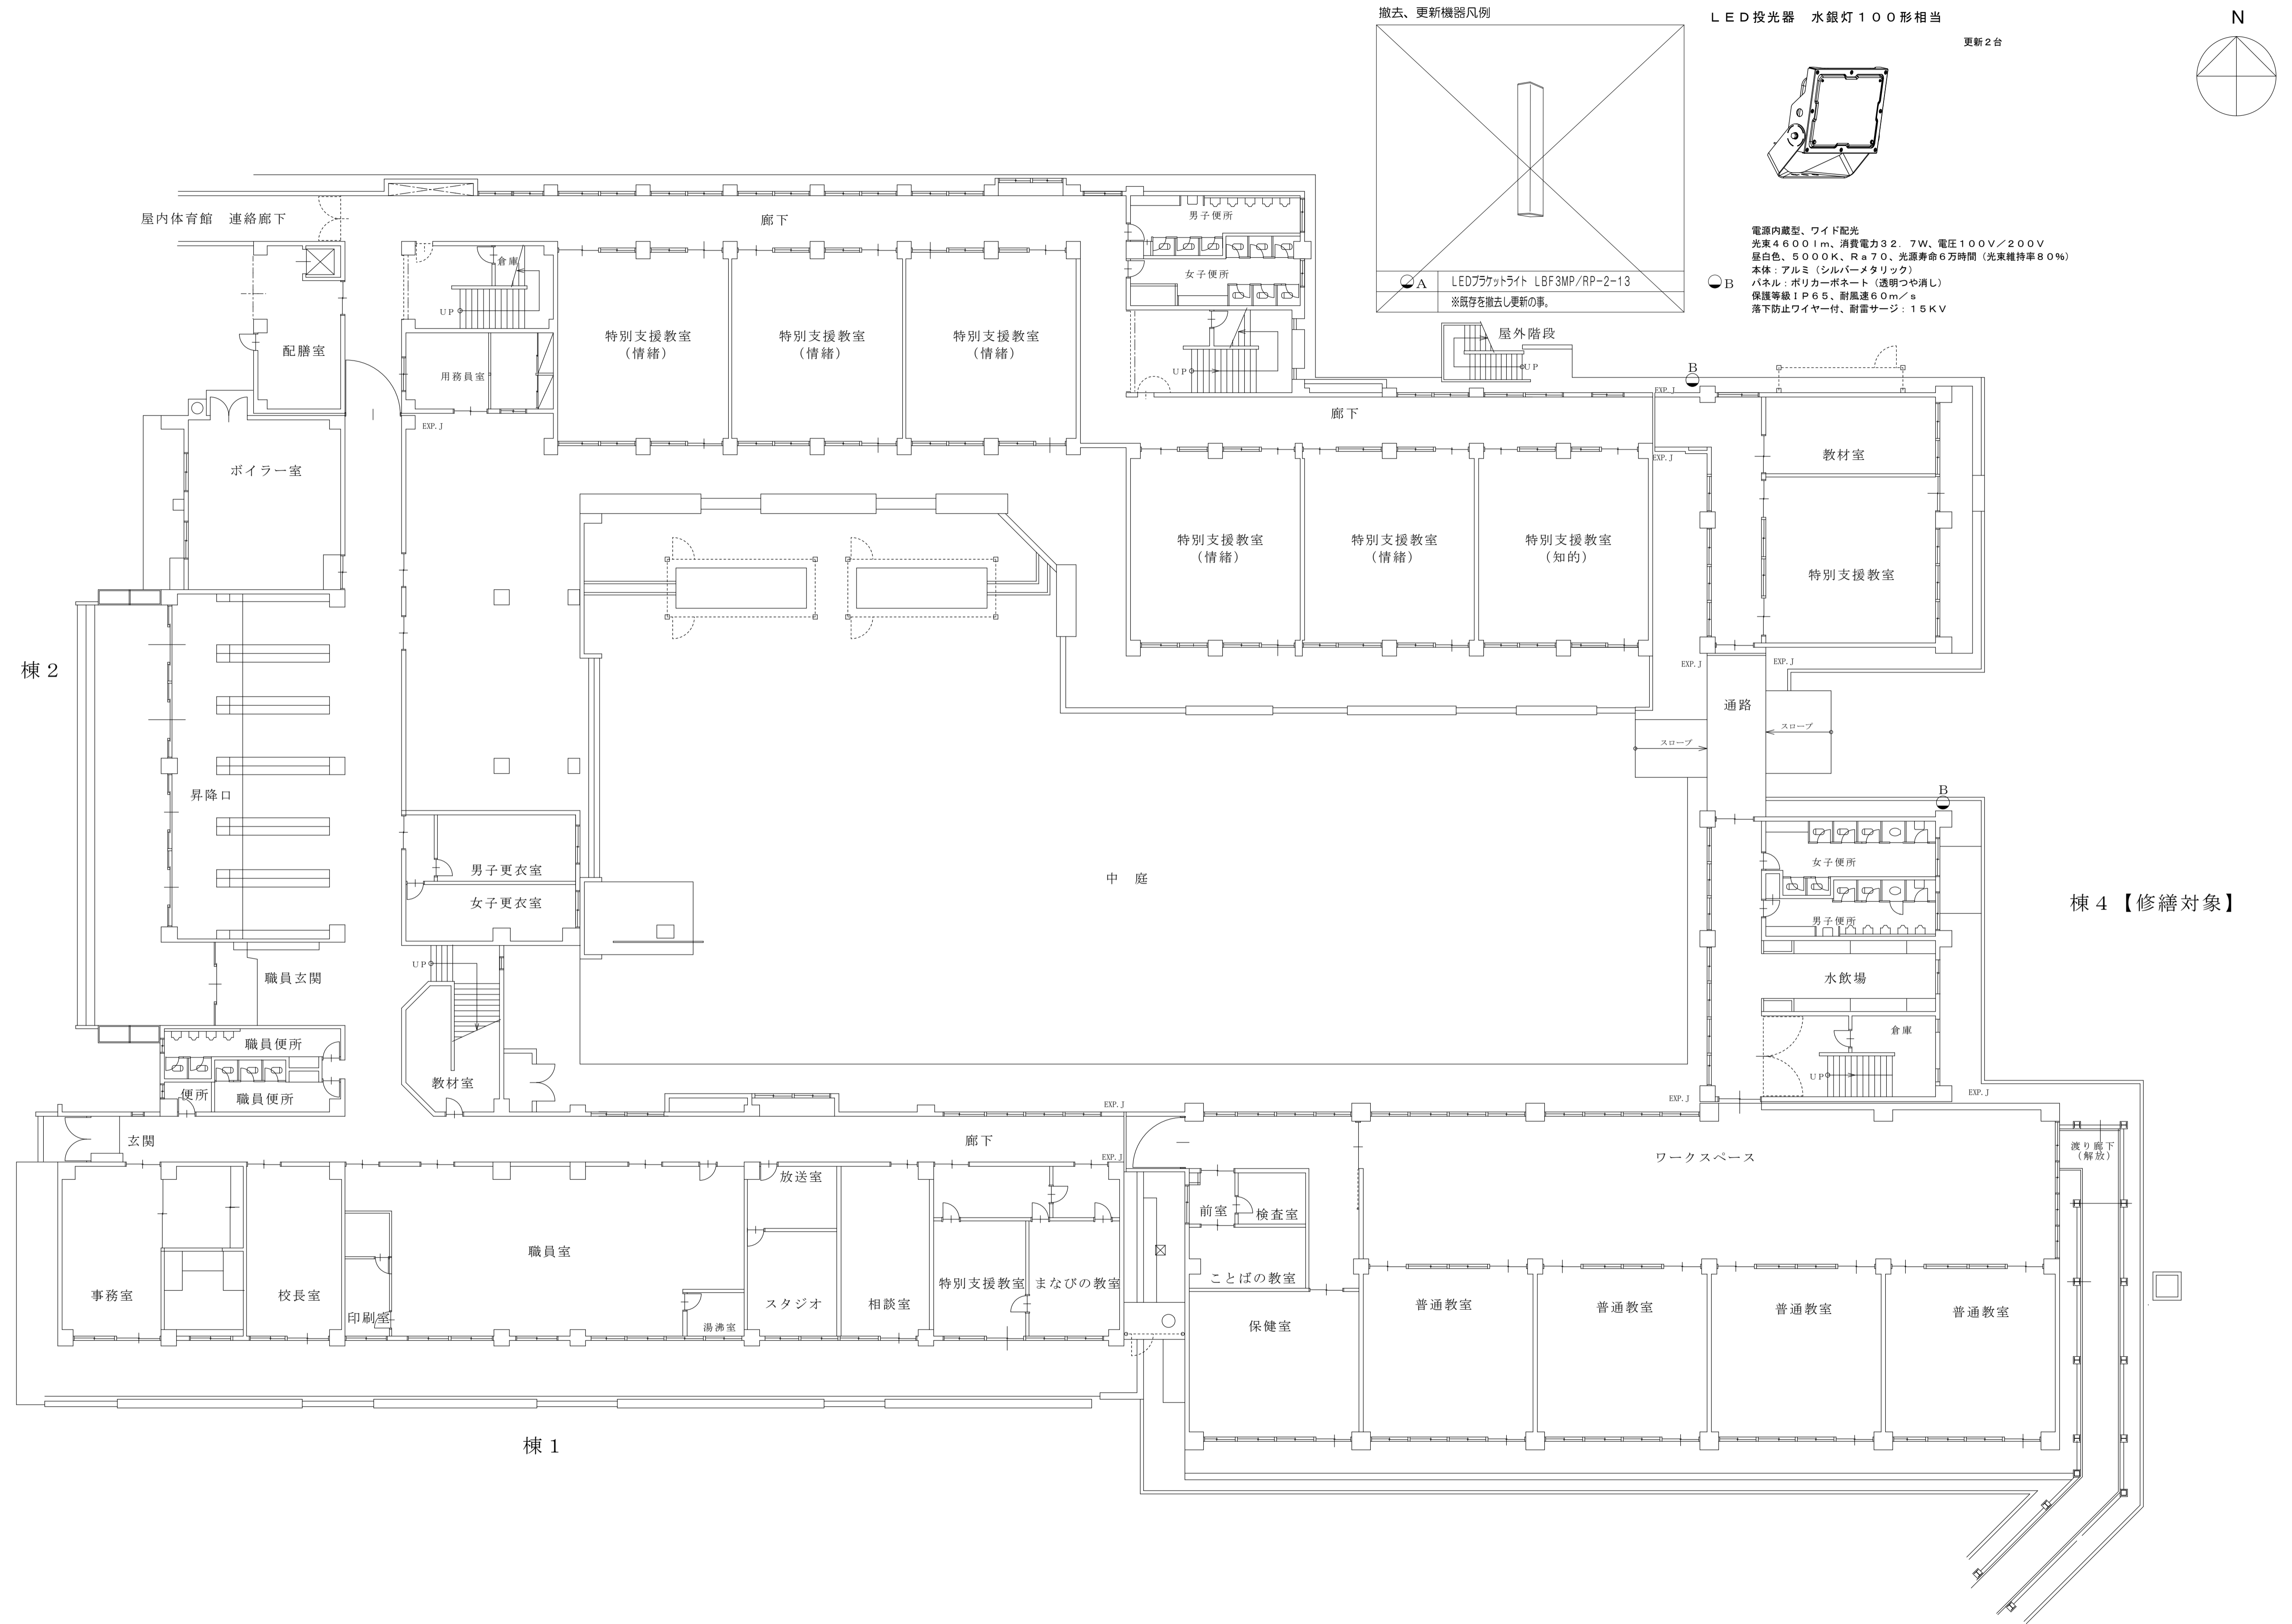 撤去、更新機器凡例
ＬＥＤ投光器　水銀灯１００形相当
更新２台
N
A
LEDブラケットライト LBF3MP/RP-2-13
※既存を撤去し更新の事。
B
電源内蔵型、ワイド配光
光束４６００ｌｍ、消費電力３２．７Ｗ、電圧１００Ｖ／２００Ｖ
昼白色、５０００Ｋ、Ｒａ７０、光源寿命６万時間（光束維持率８０％）
本体：アルミ（シルバーメタリック）
パネル：ポリカーボネート（透明つや消し）
保護等級ＩＰ６５、耐風速６０ｍ／ｓ
落下防止ワイヤー付、耐雷サージ：１５ＫＶ
屋内体育館　連絡廊下
廊下
男子便所
女子便所
倉庫
UP
配膳室
用務員室
特別支援教室
（情緒）
特別支援教室
（情緒）
特別支援教室
（情緒）
UP
屋外階段
UP
B
EXP.J
廊下
EXP.J
ボイラー室
教材室
EXP.J
特別支援教室
（情緒）
特別支援教室
（情緒）
特別支援教室
（知的）
特別支援教室
棟２
EXP.J
EXP.J
通路
スロープ
スロープ
昇降口
B
男子更衣室
女子更衣室
中　庭
女子便所
男子便所
棟４【修繕対象】
UP
職員玄関
水飲場
職員便所
倉庫
教材室
UP
便所
職員便所
EXP.J
EXP.J
EXP.J
玄関
廊下
EXP.J
渡り廊下
（解放）
ワークスペース
放送室
前室
検査室
職員室
ことばの教室
特別支援教室
まなびの教室
事務室
校長室
印刷室
スタジオ
相談室
湯沸室
保健室
普通教室
普通教室
普通教室
普通教室
棟１